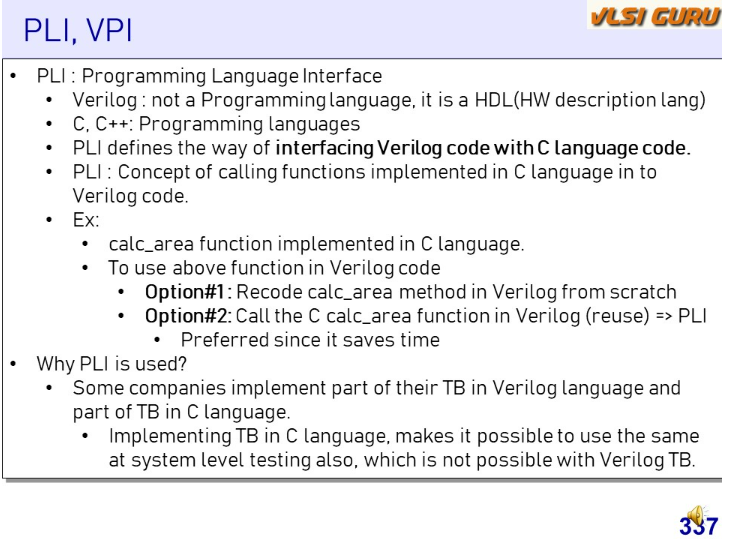 VLSI GURU
PLI, VPI
• PLI : Programming Language Interface
• Verilog : not a Programming language, it is a HDL(HW description lang)
• C, C++: Programming languages
• PLI defines the way of interfacing Verilog code with C language code.
• PLI : Concept of calling functions implemented in C language in to
Verilog code.
• Ex:
• calc_area function implemented in C language.
• To use above function in Verilog code
• Option#1: Recode calc_area method in Verilog from scratch
• Option#2: Call the C calc_area function in Verilog (reuse) => PLI
• Preferred since it saves time
• Why PLI is used?
• Some companies implement part of their TB in Verilog language and
part of TB in C language.
• Implementing TB in C language, makes it possible to use the same
at system level testing also, which is not possible with Verilog TB.
337